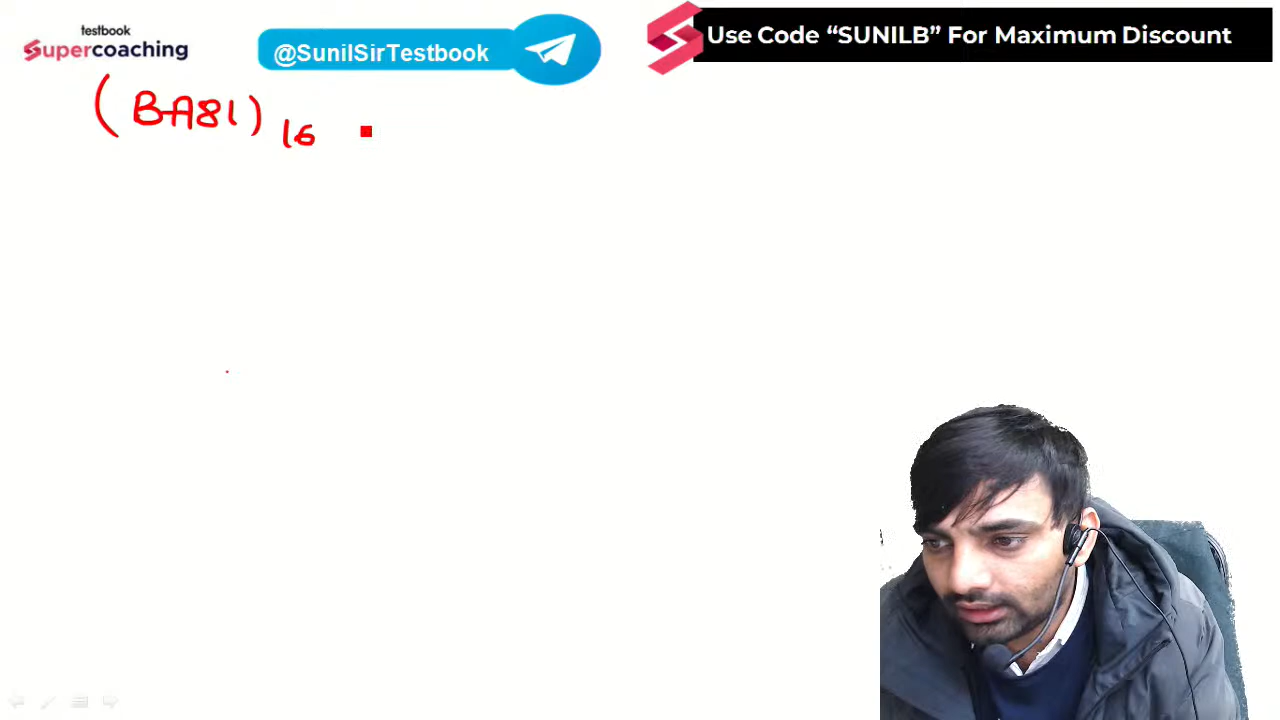 testbook
Supercoaching
@SunilSirTestbook
Use Code “SUNILB” For Maximum Discount
(BA81)16